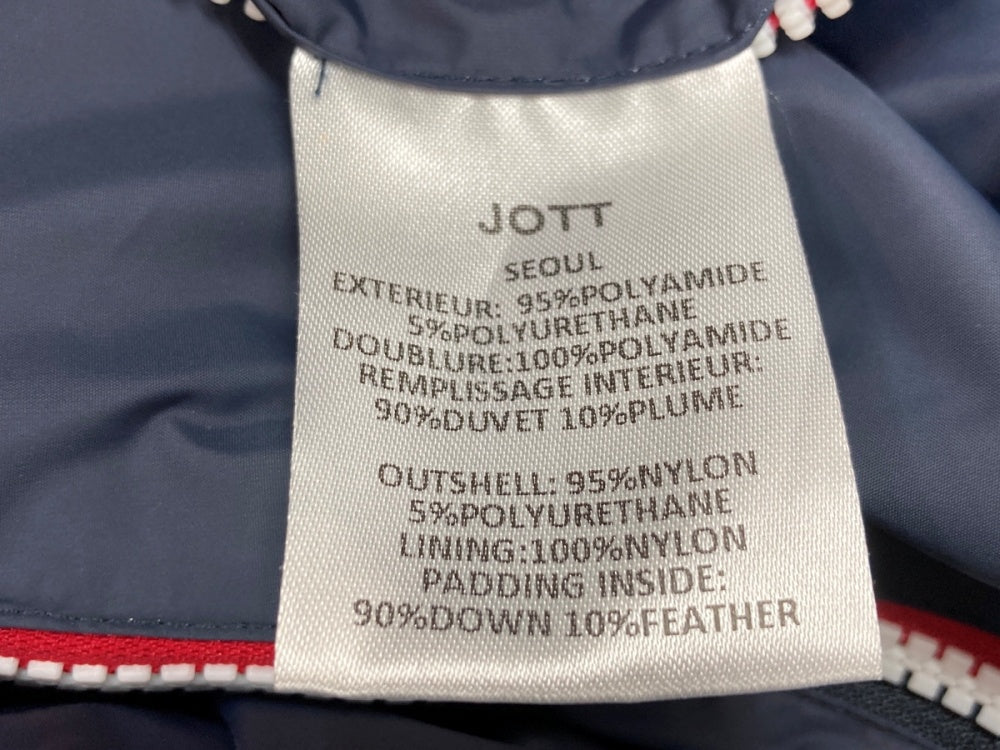 JOTT
SEOUL
EXTERIEUR: 95%POLYAMIDE
5%POLYURETHANE
DOUBLURE:100%POLYAMIDE
REMPLISSAGE INTERIEUR:
90%DUVET 10%PLUME
OUTSHELL: 95%NYLON
5%POLYURETHANE
LINING:100%NYLON
PADDING INSIDE:
90%DOWN 10%FEATHER